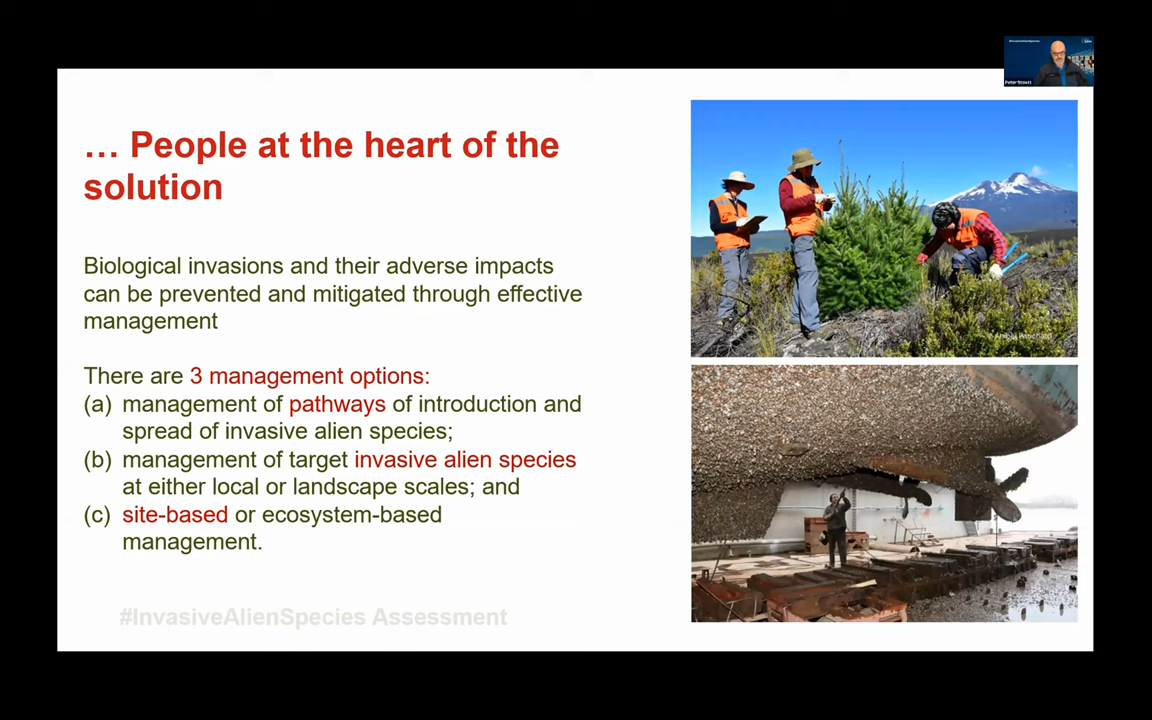 Peter Stoett
… People at the heart of the
solution
Biological invasions and their adverse impacts
can be prevented and mitigated through effective
management
There are 3 management options:
(a) management of pathways of introduction and
spread of invasive alien species;
(b) management of target invasive alien species
at either local or landscape scales; and
(c) site-based or ecosystem-based
management.
#InvasiveAlienSpecies Assessment